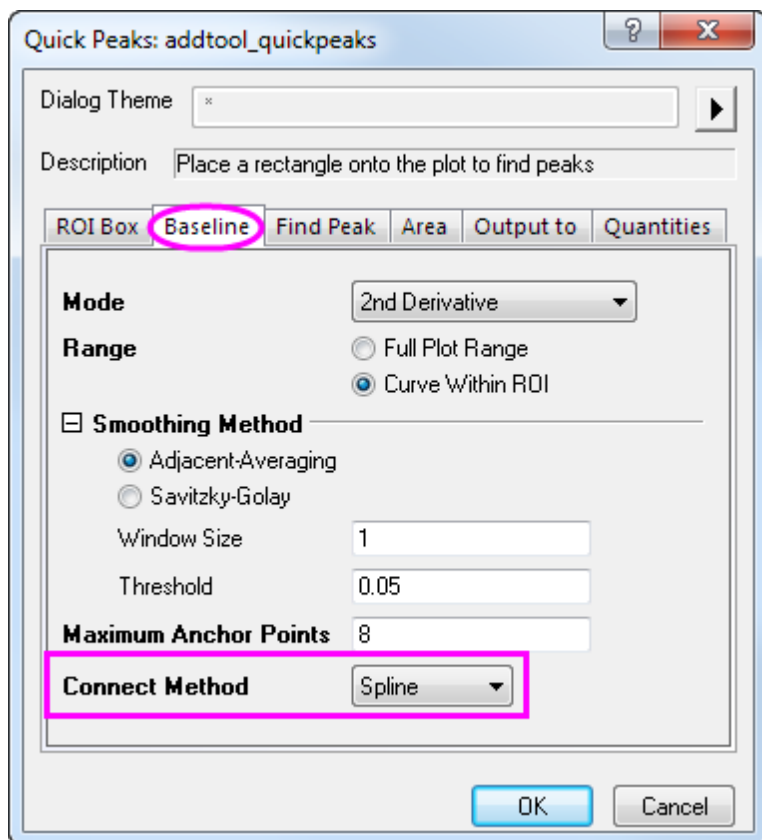 Quick Peaks: addtool_quickpeaks
Dialog Theme *
Description Place a rectangle onto the plot to find peaks
ROI Box Baseline Find Peak Area Output to Quantities
Mode 2nd Derivative
Range Full Plot Range
Curve Within ROI
Smoothing Method
Adjacent-Averaging
Savitzky-Golay
Window Size 1
Threshold 0.05
Maximum Anchor Points 8
Connect Method Spline
OK Cancel